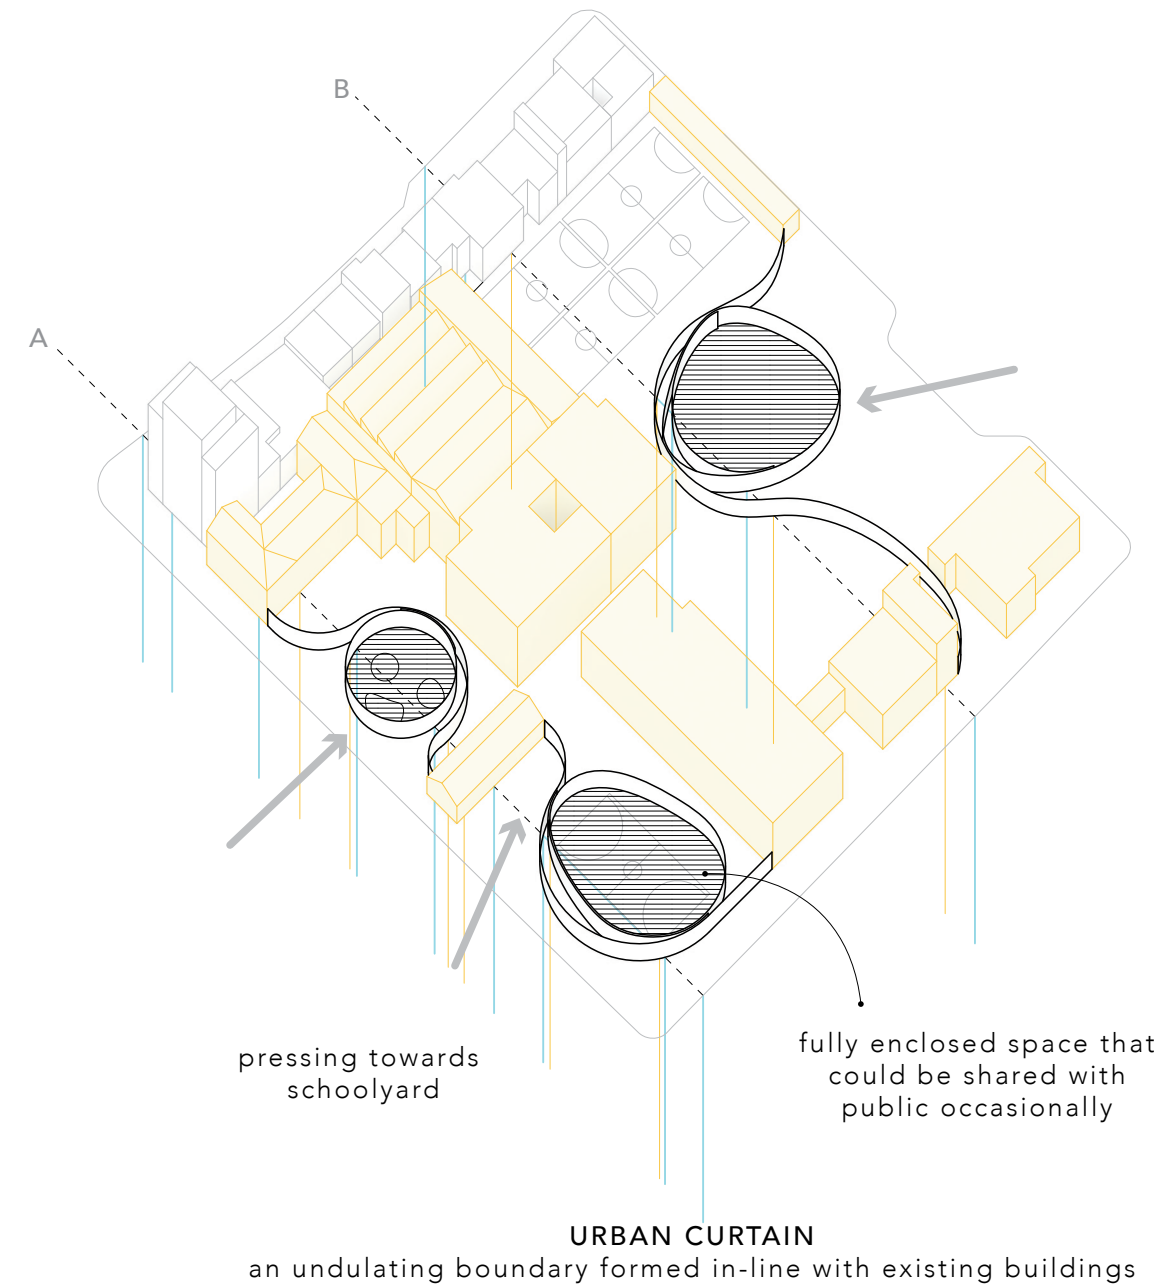 B
A
pressing towards
schoolyard
fully enclosed space that
could be shared with
public occasionally
URBAN CURTAIN
an undulating boundary formed in-line with existing buildings